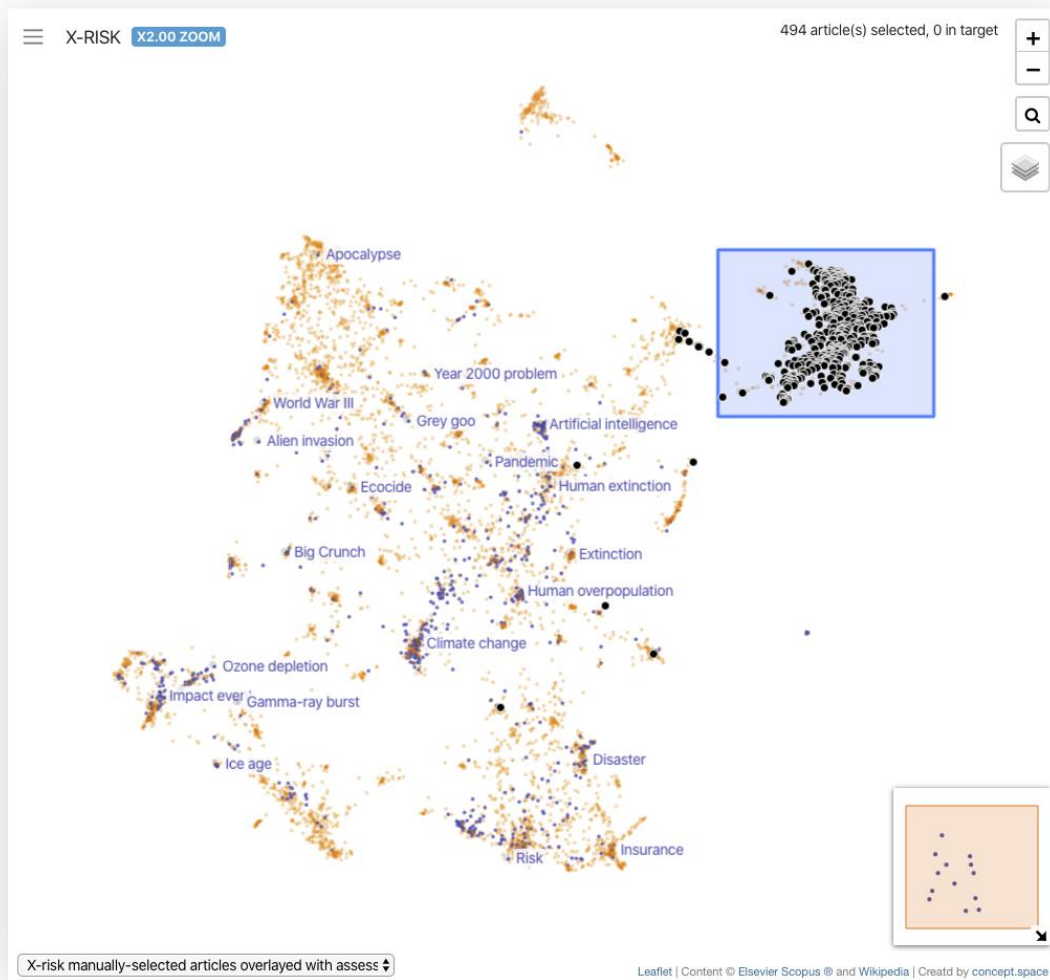 X-RISK X2.00 ZOOM
494 article(s) selected, 0 in target
+
−
Apocalypse
Year 2000 problem
World War III
Grey goo
Artificial intelligence
Alien invasion
Pandemic
Ecocide
Human extinction
Big Crunch
Extinction
Human overpopulation
Climate change
Ozone depletion
Impact ever
Gamma-ray burst
Disaster
Ice age
Insurance
Risk
X-risk manually-selected articles overlayed with assess
Leaflet | Content © Elsevier Scopus ® and Wikipedia | Creatd by concept.space